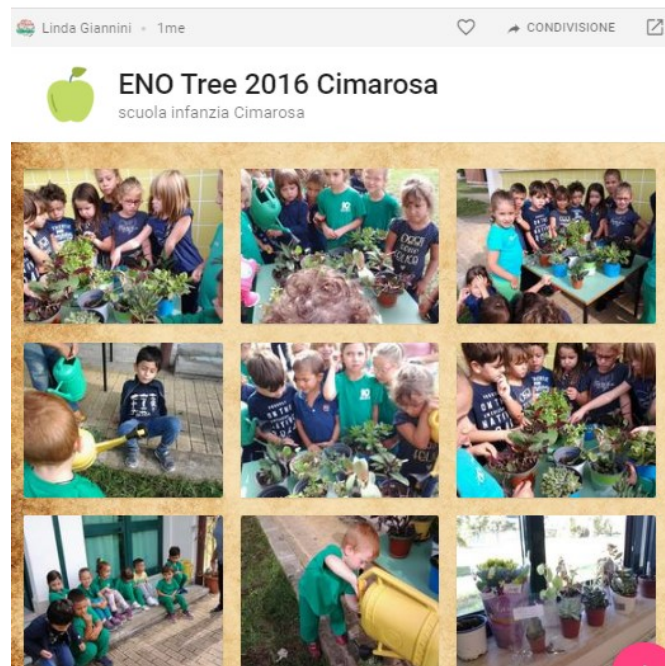 Linda Giannini • 1me
CONDIVISIONE
ENO Tree 2016 Cimarosa
scuola infanzia Cimarosa